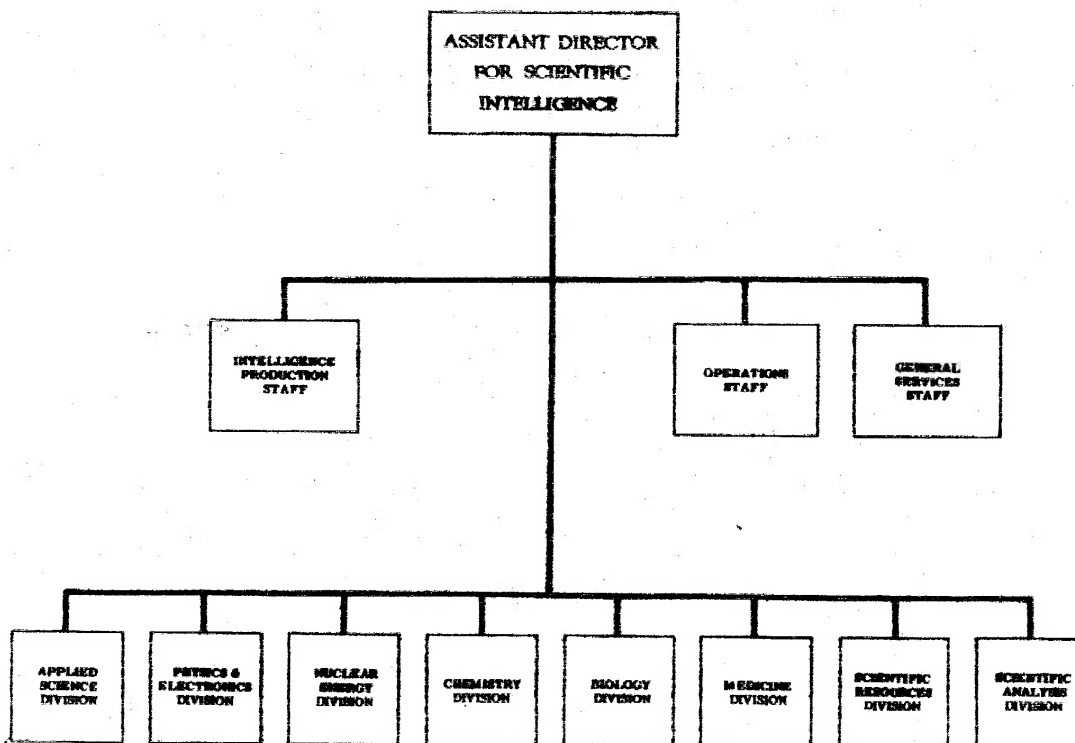 ASSISTANT DIRECTOR
FOR SCIENTIFIC
INTELLIGENCE
INTELLIGENCE
PRODUCTION
STAFF
OPERATIONS
STAFF
GENERAL
SERVICES
STAFF
APPLIED
SCIENCE
DIVISION
PHYSICS &
ELECTRONICS
DIVISION
NUCLEAR
ENERGY
DIVISION
CHEMISTRY
DIVISION
BIOLOGY
DIVISION
MEDICINE
DIVISION
SCIENTIFIC
RESOURCES
DIVISION
SCIENTIFIC
ANALYSIS
DIVISION